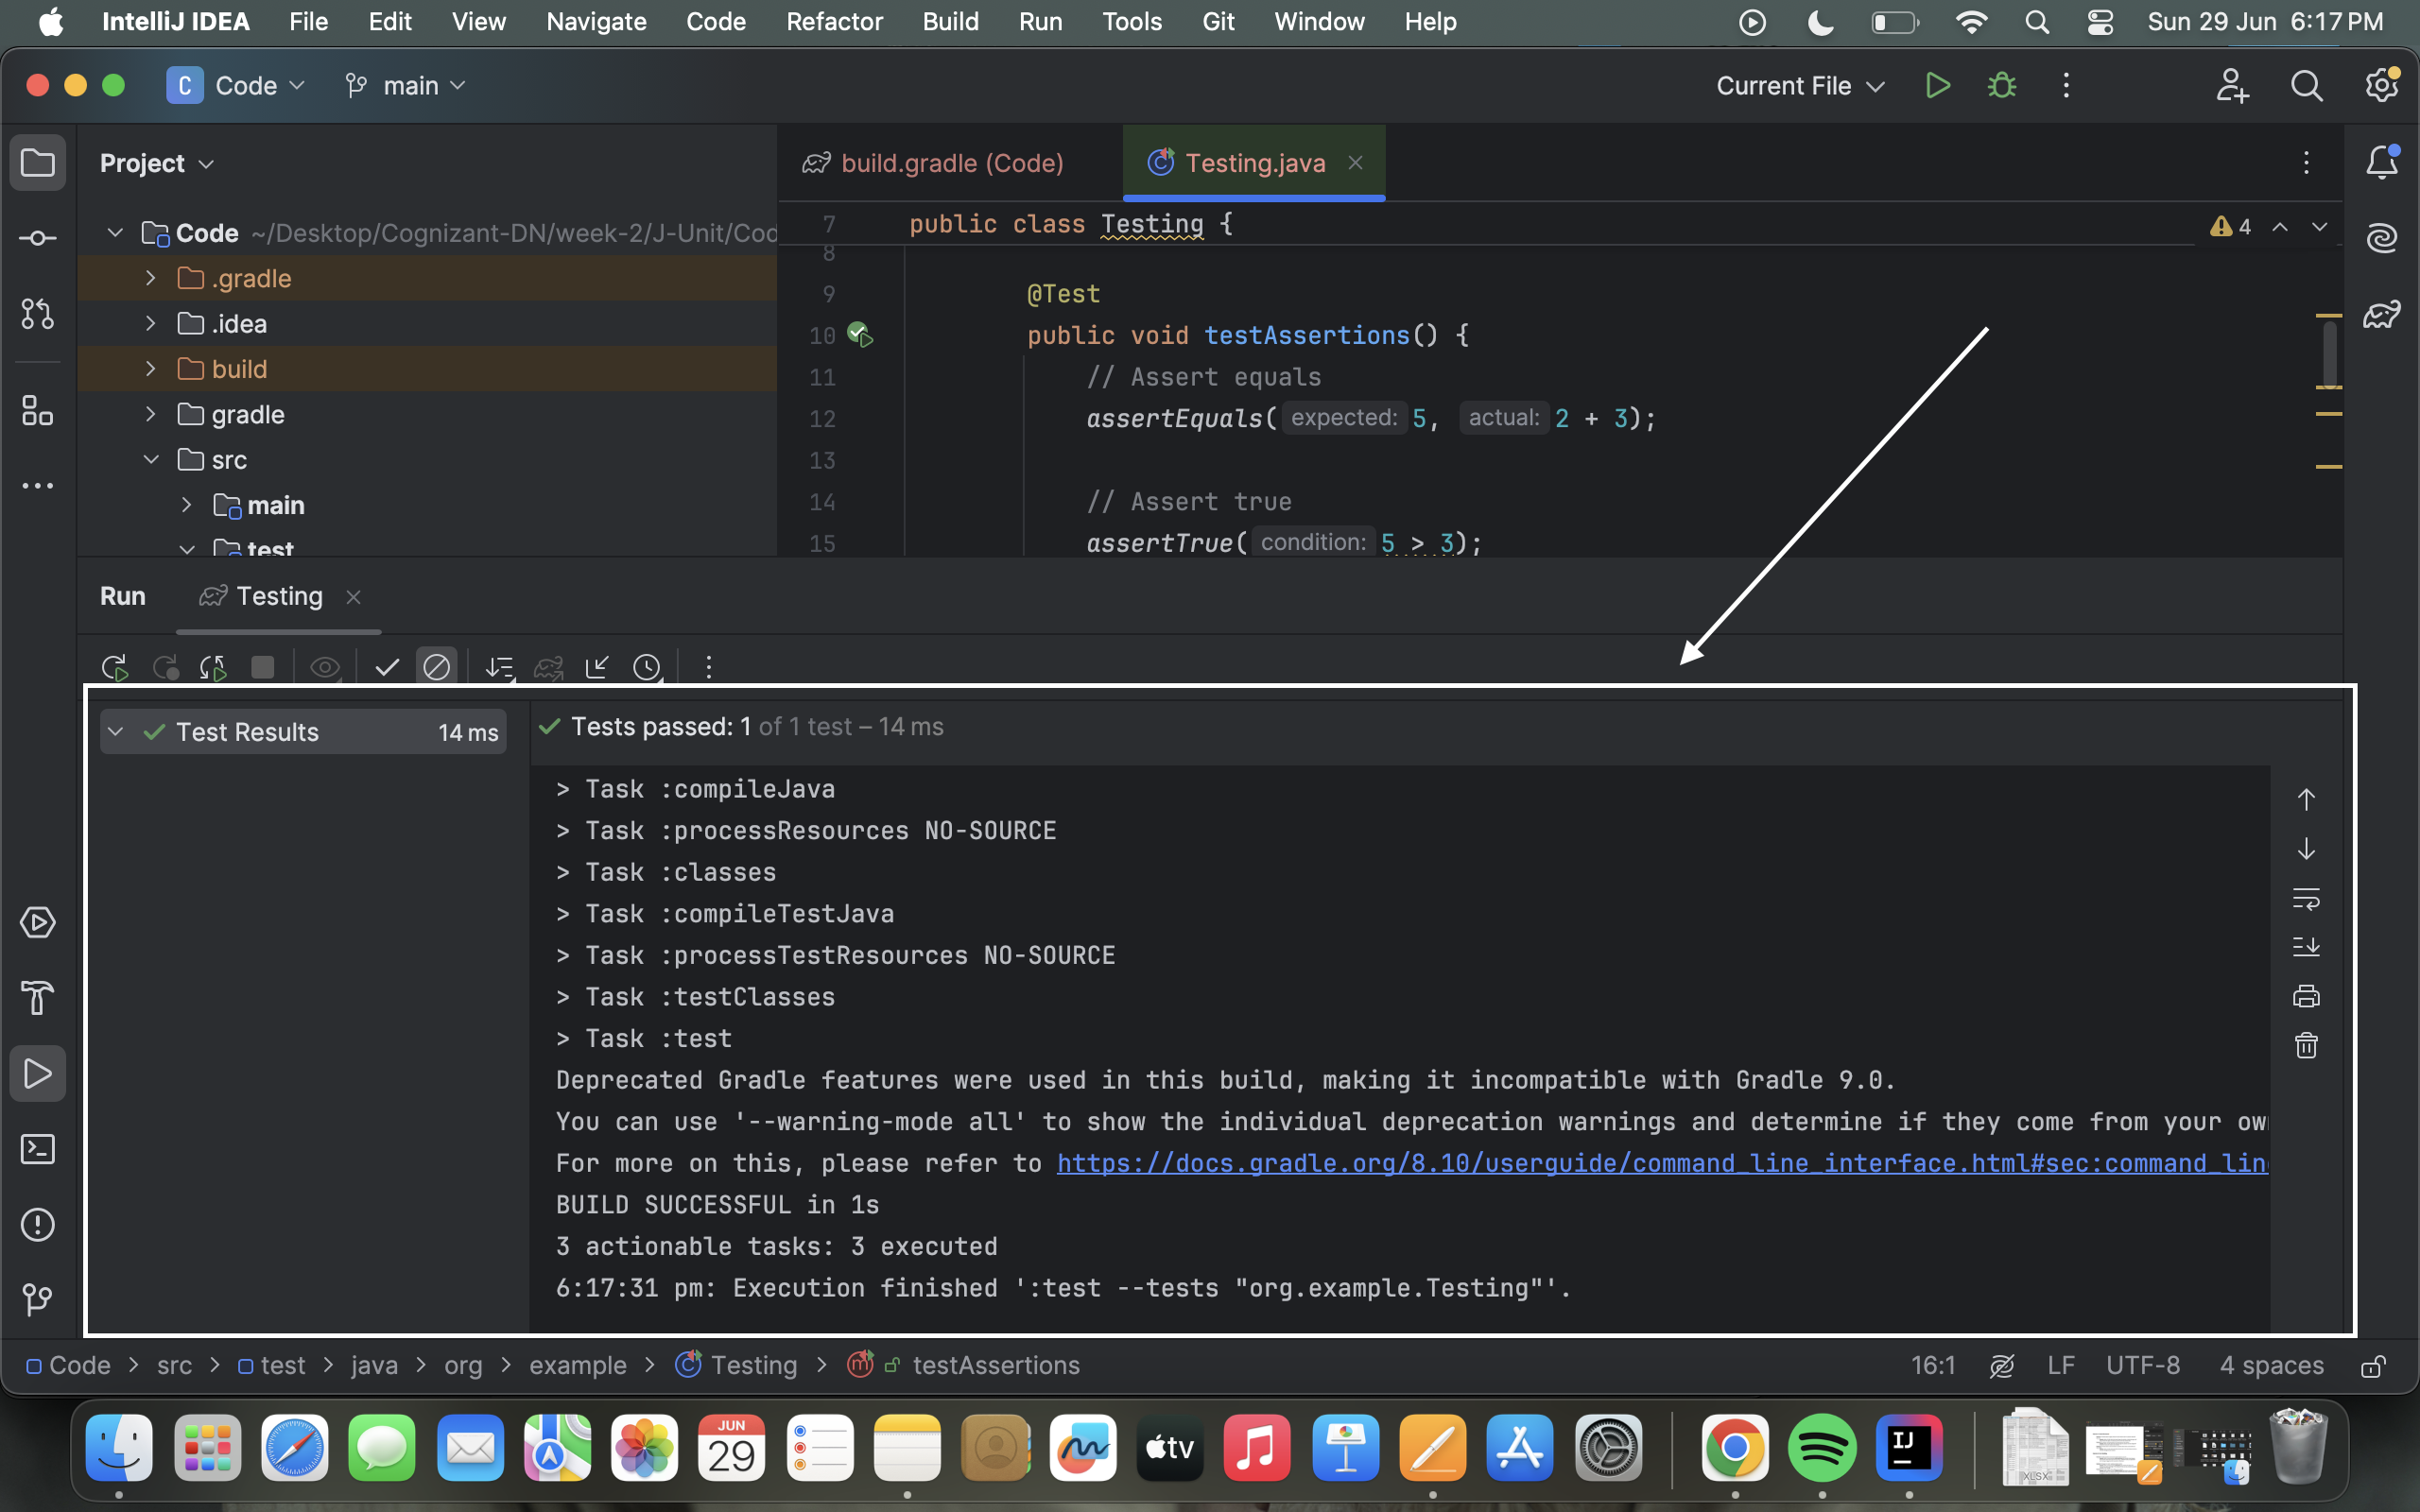 IntelliJ IDEA File Edit View Navigate Code Refactor Build Run Tools Git Window Help Sun 29 Jun 6:17 PM
C Code main Current File
Project
build.gradle (Code) Testing.java
Code ~/Desktop/Cognizant-DN/week-2/J-Unit/Cod
.gradle
.idea
build
gradle
src
main
test
7 public class Testing { 4
8
9 @Test
10 public void testAssertions() {
11 // Assert equals
12 assertEquals( expected: 5, actual: 2 + 3);
13
14 // Assert true
15 assertTrue( condition: 5 > 3);
Run Testing
Test Results 14 ms
Tests passed: 1 of 1 test – 14 ms
> Task :compileJava
> Task :processResources NO-SOURCE
> Task :classes
> Task :compileTestJava
> Task :processTestResources NO-SOURCE
> Task :testClasses
> Task :test
Deprecated Gradle features were used in this build, making it incompatible with Gradle 9.0.
You can use '--warning-mode all' to show the individual deprecation warnings and determine if they come from your ow
For more on this, please refer to https://docs.gradle.org/8.10/userguide/command_line_interface.html#sec:command_lin
BUILD SUCCESSFUL in 1s
3 actionable tasks: 3 executed
6:17:31 pm: Execution finished ':test --tests "org.example.Testing"'.
Code > src > test > java > org > example > Testing > testAssertions 16:1 LF UTF-8 4 spaces
JUN
29
tv
IJ
XLSX